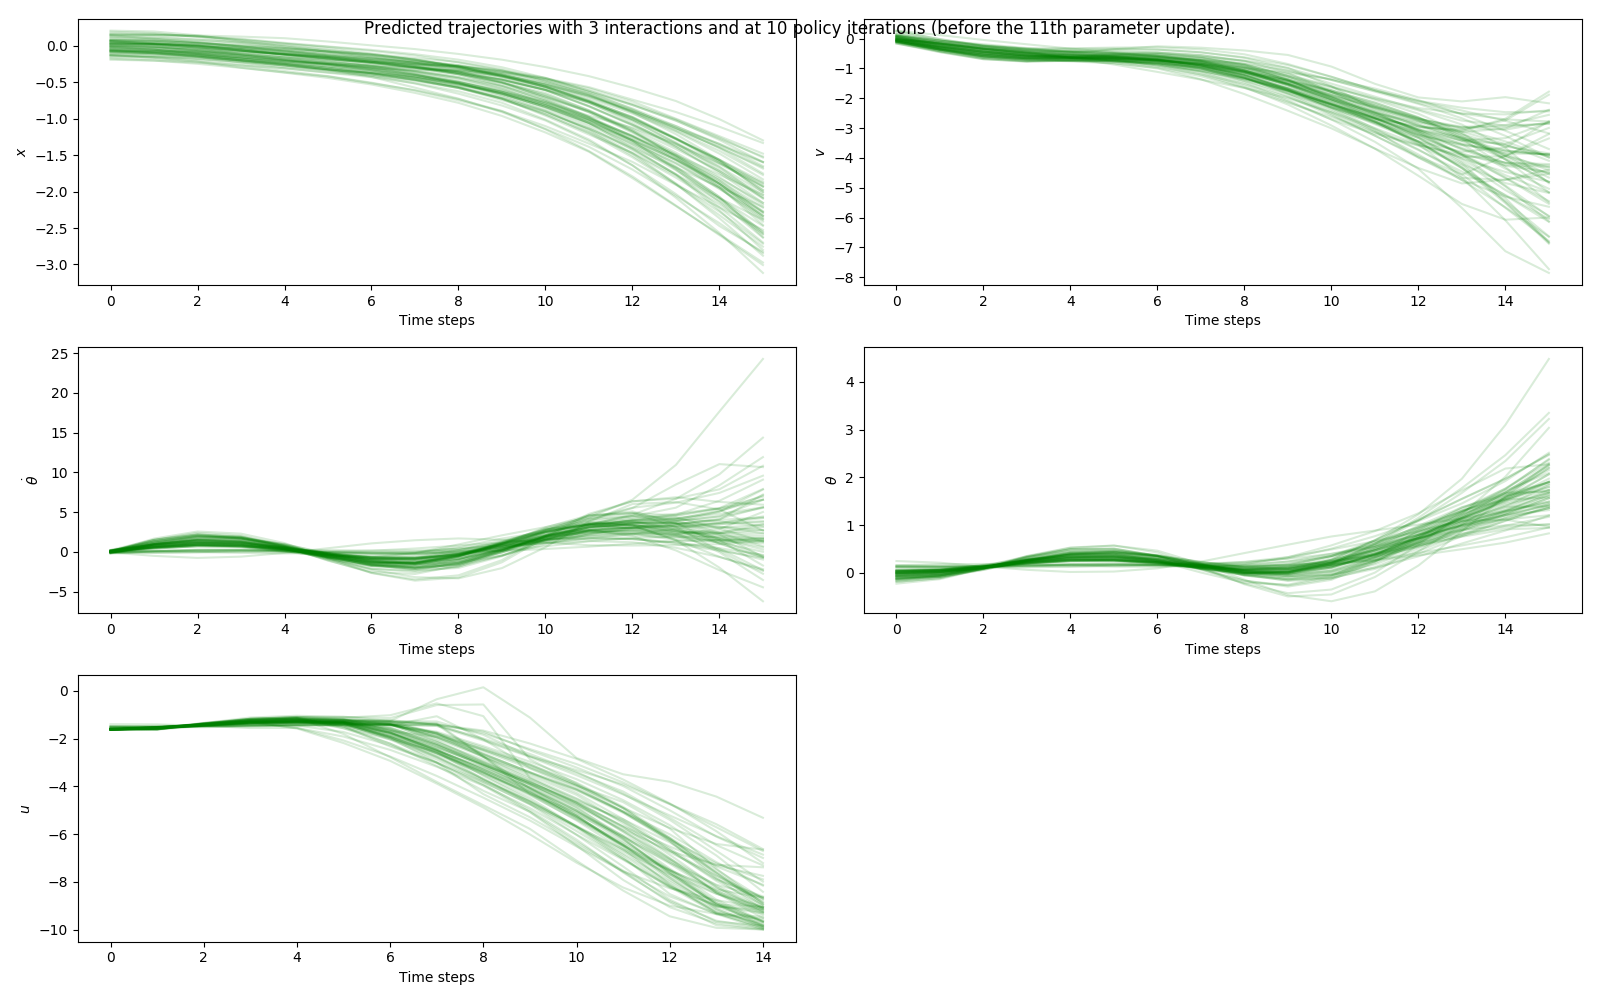 Predicted trajectories with 3 interactions and at 10 policy iterations (before the 11th parameter update).
0.0
−0.5
−1.0
−1.5
−2.0
−2.5
−3.0
x
0 2 4 6 8 10 12 14
Time steps
0
−1
−2
−3
−4
−5
−6
−7
−8
v
0 2 4 6 8 10 12 14
Time steps
25
20
15
10
5
0
−5
θ̇
0 2 4 6 8 10 12 14
Time steps
4
3
2
1
0
θ
0 2 4 6 8 10 12 14
Time steps
0
−2
−4
−6
−8
−10
u
0 2 4 6 8 10 12 14
Time steps